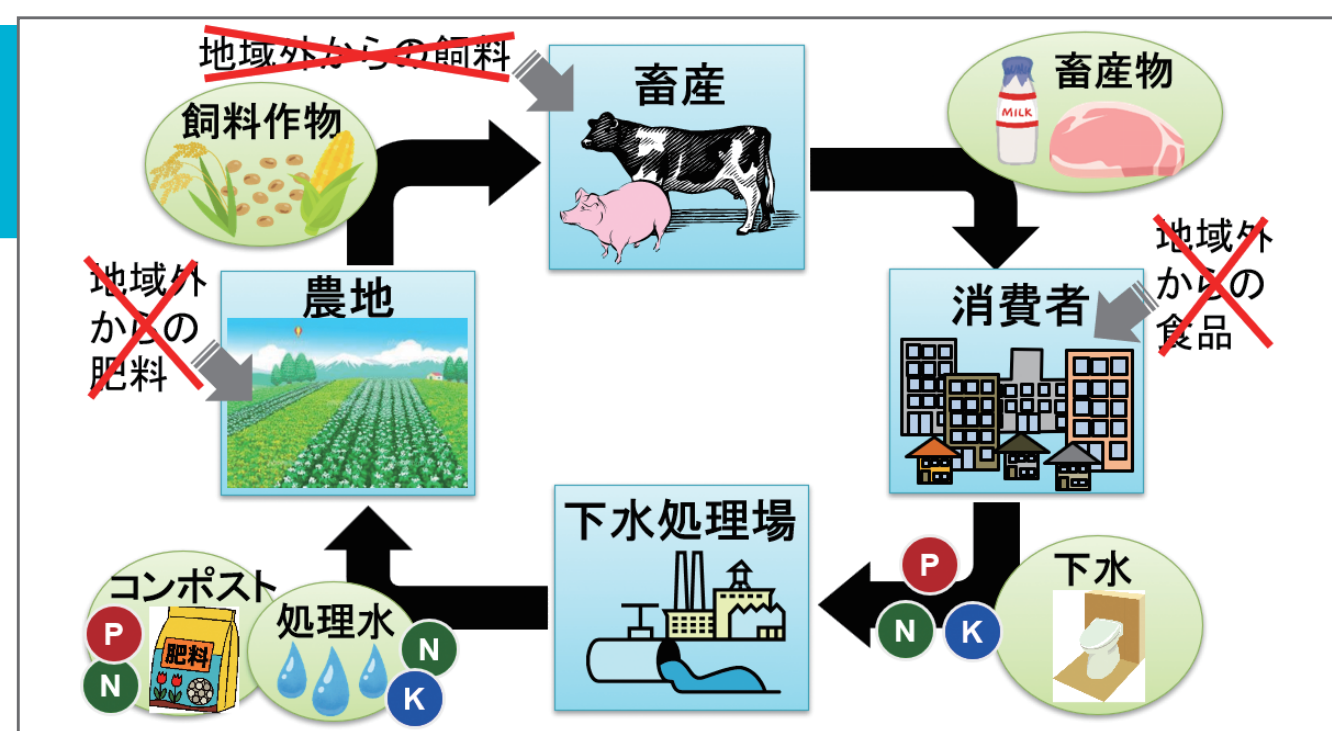 地域外からの飼料
畜産
畜産物
MILK
飼料作物
地域外
からの
肥料
農地
消費者
地域外
からの
食品
下水処理場
P
N
K
下水
コンポスト
P
N
肥料
処理水
N
K